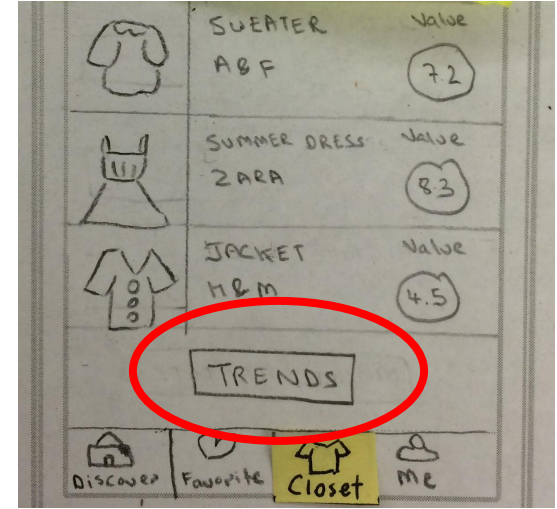 SWEATER Value
A&F 7.2
SUMMER DRESS Value
ZARA 8.3
JACKET Value
H&M 4.5
TRENDS
Discover Favorite Closet Me